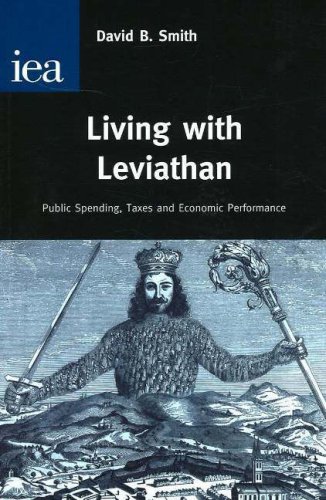 David B. Smith
iea
Living with
Leviathan
Public Spending, Taxes and Economic Performance